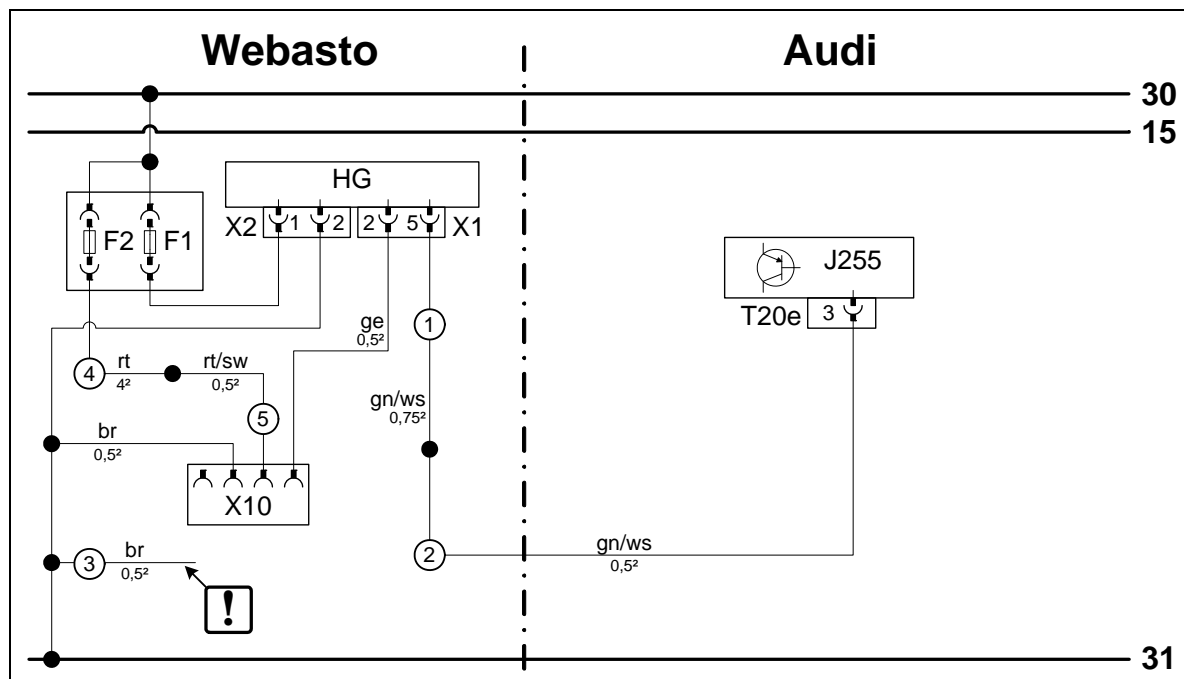 Webasto Audi
30
15
HG
X2 1 2 2 5 X1
F2 F1
J255
T20e 3
ge
0,5²
1
4 rt rt/sw
4² 0,5²
gn/ws
0,75²
5
br
0,5²
X10
2 gn/ws
0,5²
3 br
0,5²
!
31